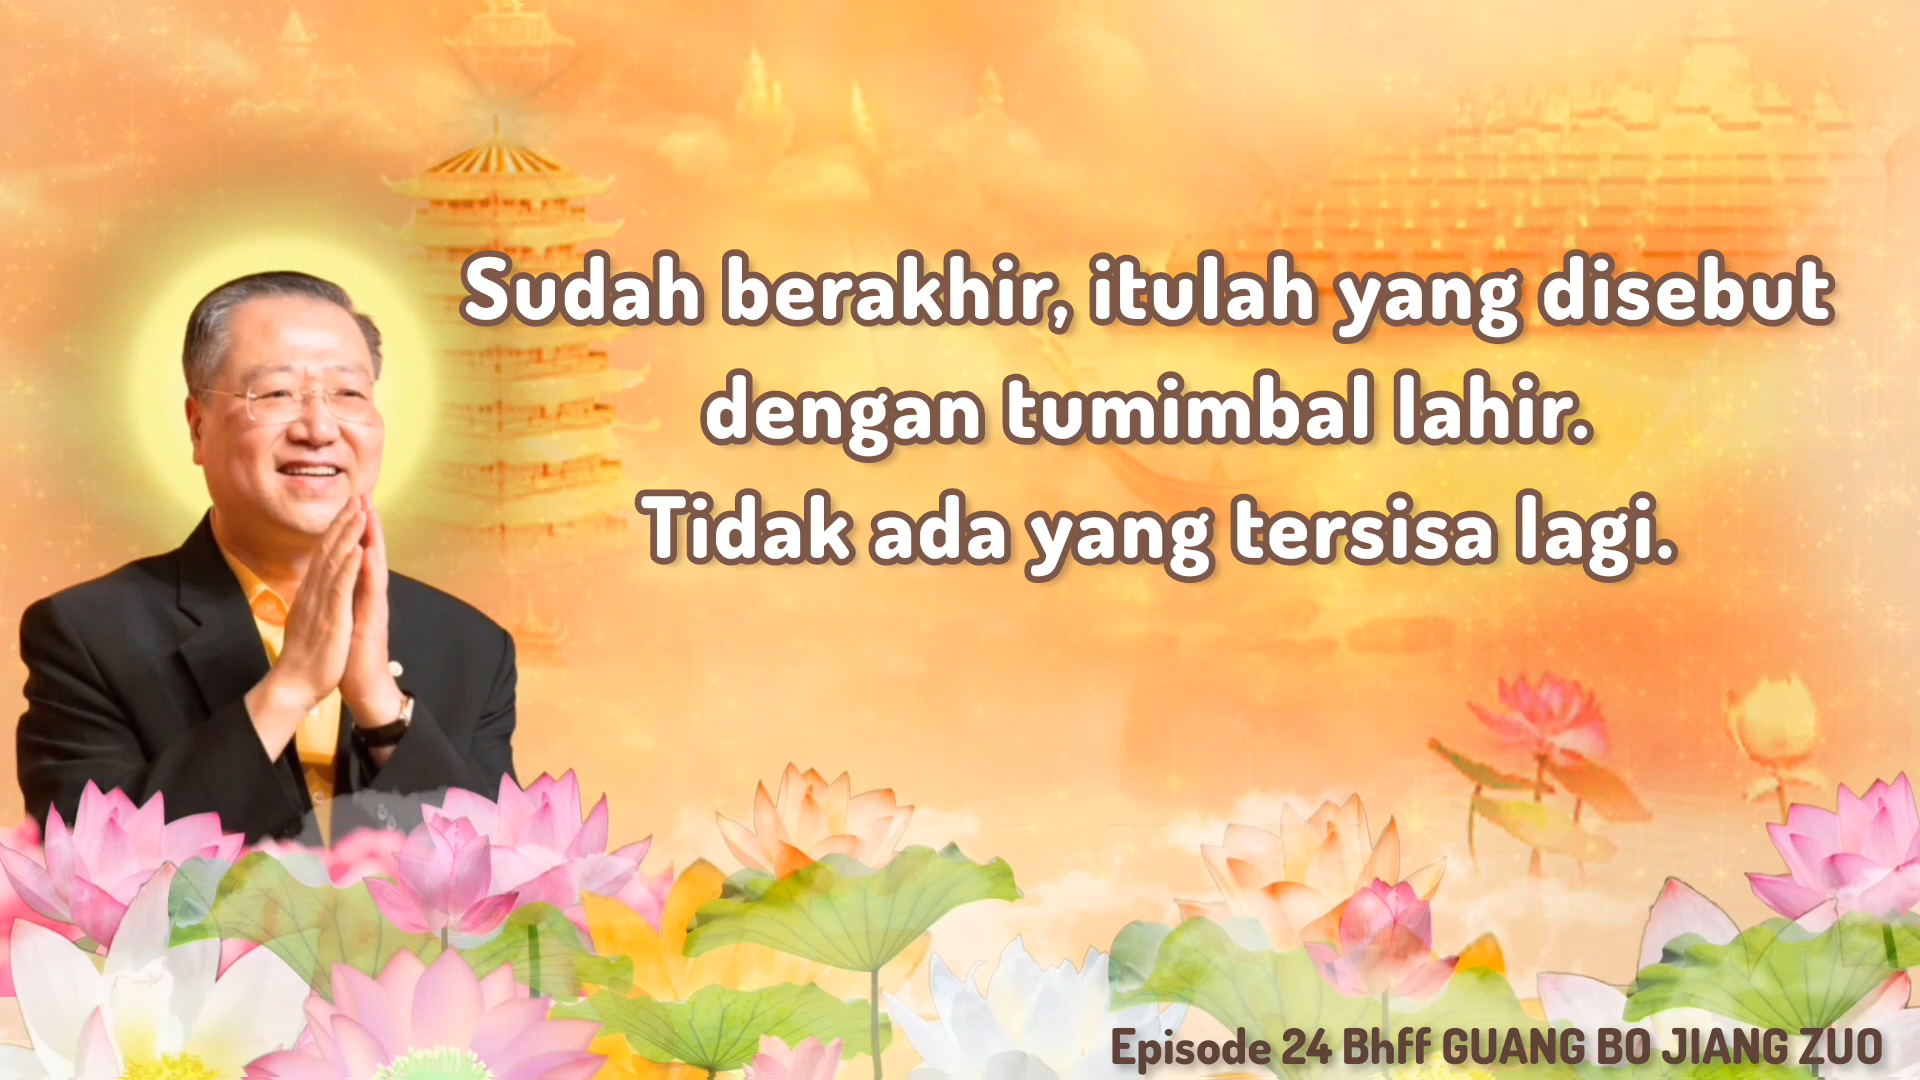 Sudah berakhir, itulah yang disebut
dengan tumimbal lahir.
Tidak ada yang tersisa lagi.
Episode 24 Bhff GUANG BO JIANG ZUO